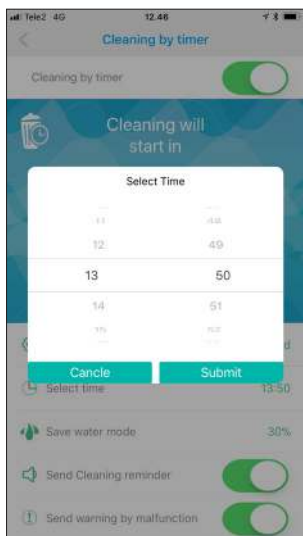 Tele2 4G 12.46
Cleaning by timer
Cleaning by timer
Cleaning will
start in
Select Time
12 49
13 50
14 51
Cancle Submit
d
Select time 13:50
Save water mode 30%
Send Cleaning reminder
Send warning by malfunction